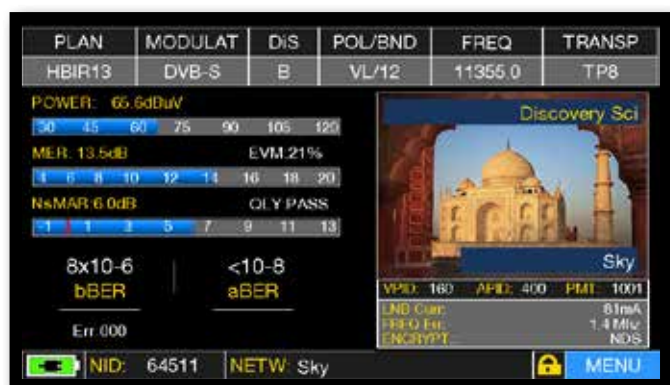 PLAN MODULAT DiS POL/BND FREQ TRANSP
HBIR13 DVB-S B VL/12 11355.0 TP8
POWER: 65.6dBuV
30 45 60 75 90 105 120
MER: 13.5dB EVM:21%
4 6 8 10 12 14 16 18 20
NsMAR:6.0dB QLY:PASS
-1 1 3 5 7 9 11 13
8x10-6 <10-8
bBER aBER
Err 000
Discovery Sci
Sky
VPID: 160 APID: 400 PMT: 1001
LNB Curr: 81mA
FREQ Err: 1.4 Mhz
ENCRYPT: NDS
NID: 64511 NETW: Sky
MENU